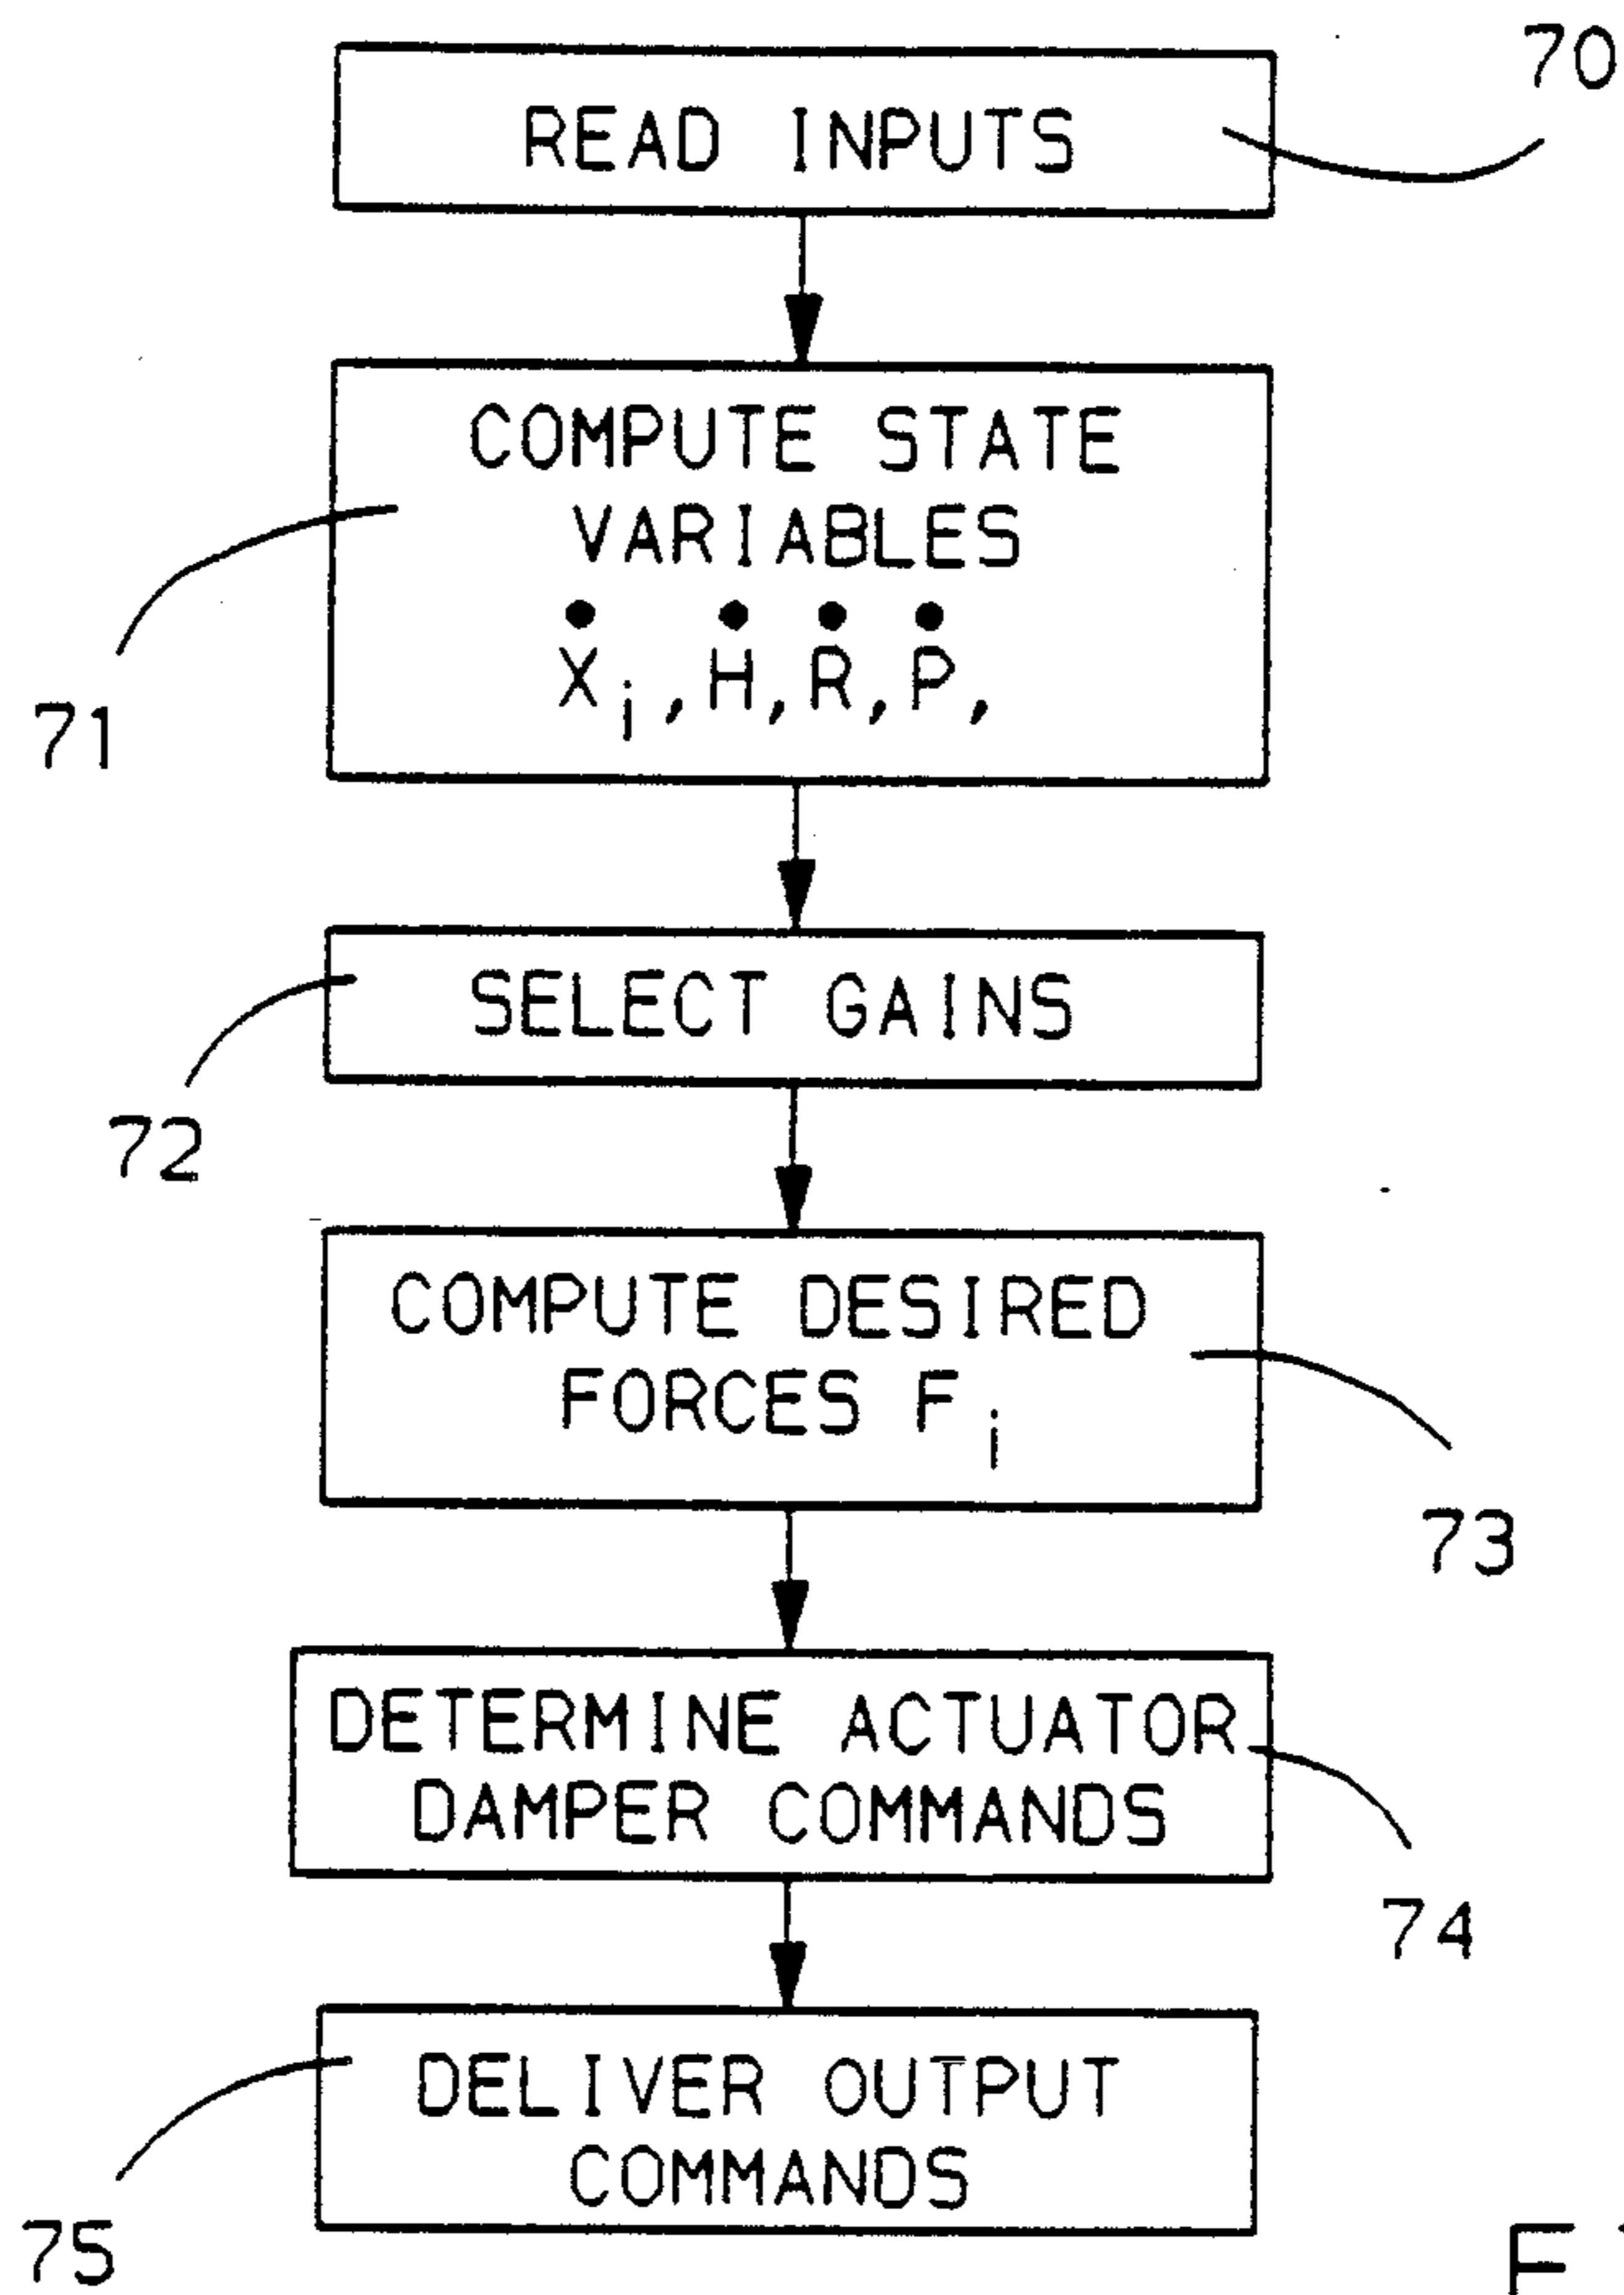 70
READ INPUTS
COMPUTE STATE
VARIABLES
Ẋi, Ḣ, Ṙ, Ṗ,
71
SELECT GAINS
72
COMPUTE DESIRED
FORCES Fi
73
DETERMINE ACTUATOR
DAMPER COMMANDS
74
DELIVER OUTPUT
COMMANDS
75